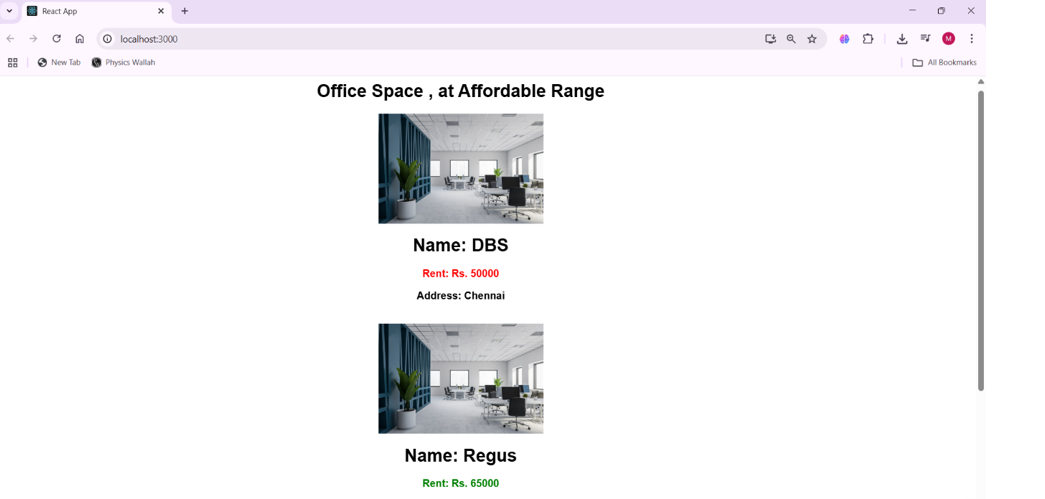 React App
localhost:3000
M
New Tab
Physics Wallah
All Bookmarks
Office Space , at Affordable Range
Name: DBS
Rent: Rs. 50000
Address: Chennai
Name: Regus
Rent: Rs. 65000